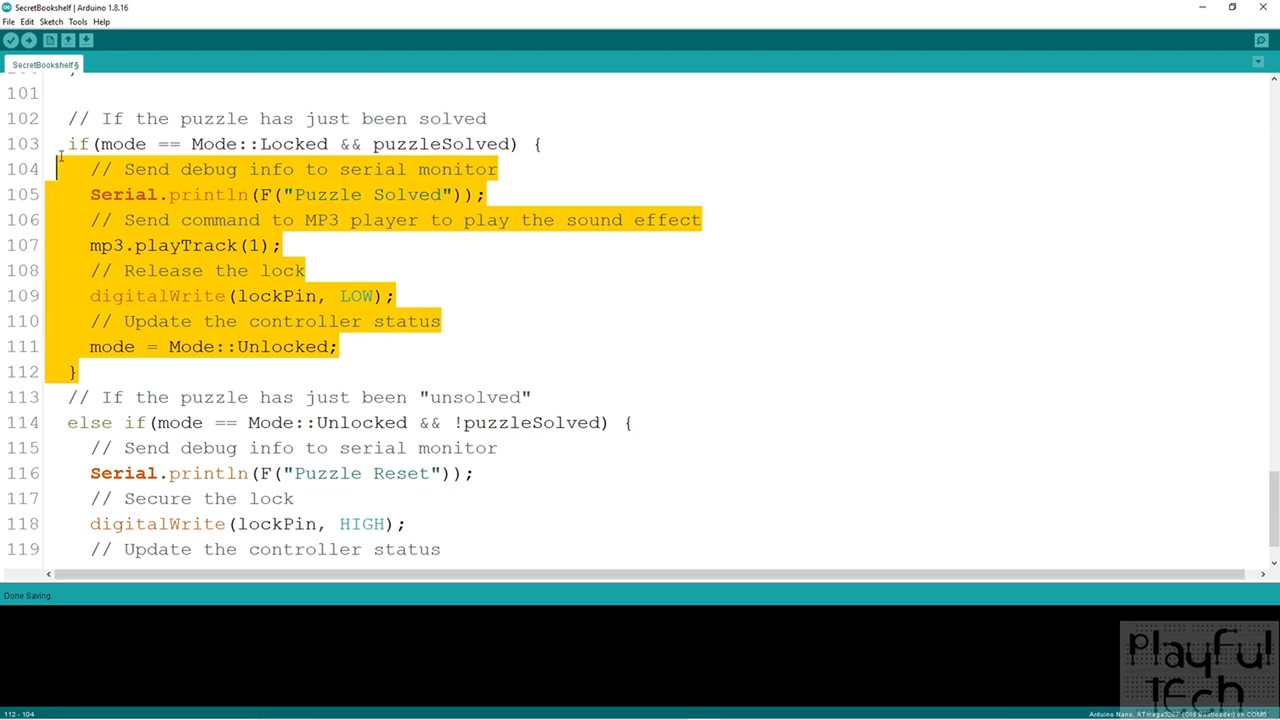 SecretBookshelf | Arduino 1.8.16
File Edit Sketch Tools Help
SecretBookshelf§
101
102 // If the puzzle has just been solved
103 if(mode == Mode::Locked && puzzleSolved) {
104 // Send debug info to serial monitor
105 Serial.println(F("Puzzle Solved"));
106 // Send command to MP3 player to play the sound effect
107 mp3.playTrack(1);
108 // Release the lock
109 digitalWrite(lockPin, LOW);
110 // Update the controller status
111 mode = Mode::Unlocked;
112 }
113 // If the puzzle has just been "unsolved"
114 else if(mode == Mode::Unlocked && !puzzleSolved) {
115 // Send debug info to serial monitor
116 Serial.println(F("Puzzle Reset"));
117 // Secure the lock
118 digitalWrite(lockPin, HIGH);
119 // Update the controller status
Done Saving.
PlayFul
tEch
112 - 104
Arduino Nano, on COM5